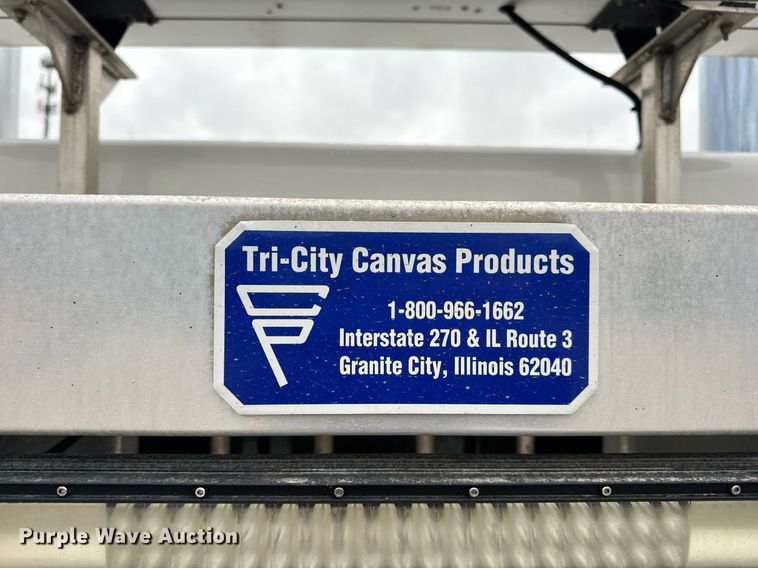 Tri-City Canvas Products
CP
1-800-966-1662
Interstate 270 & IL Route 3
Granite City, Illinois 62040
Purple Wave Auction